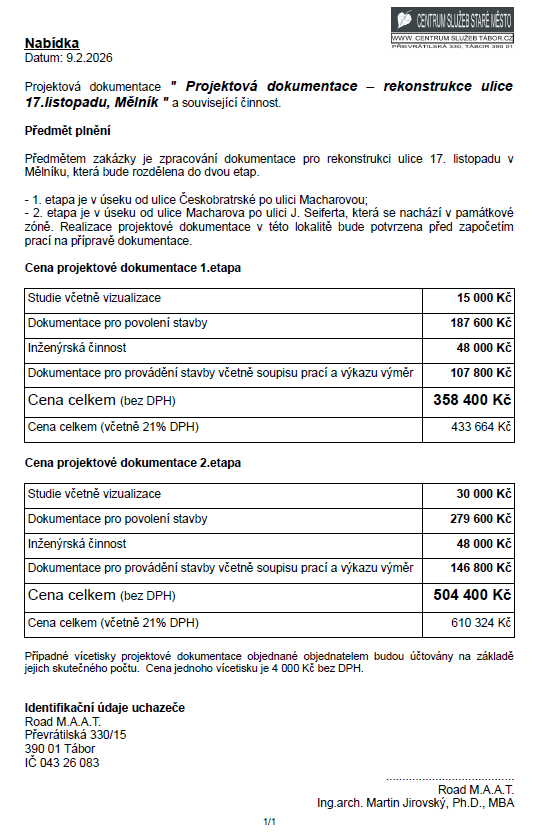 CENTRUM SLUŽEB STARÉ MĚSTO
WWW.CENTRUM SLUZEB TÁBOR.CZ
PŘEVRÁTILSKÁ 330, TÁBOR 390 01
Nabídka
Datum: 9.2.2026
Projektová dokumentace " Projektová dokumentace – rekonstrukce ulice
17.listopadu, Mělník " a související činnost.
Předmět plnění
Předmětem zakázky je zpracování dokumentace pro rekonstrukci ulice 17. listopadu v
Mělníku, která bude rozdělena do dvou etap.
- 1. etapa je v úseku od ulice Českobratrské po ulici Macharovou;
- 2. etapa je v úseku od ulice Macharova po ulici J. Seiferta, která se nachází v památkové
zóně. Realizace projektové dokumentace v této lokalitě bude potvrzena před započetím
prací na přípravě dokumentace.
Cena projektové dokumentace 1.etapa
Studie včetně vizualizace 15 000 Kč
Dokumentace pro povolení stavby 187 600 Kč
Inženýrská činnost 48 000 Kč
Dokumentace pro provádění stavby včetně soupisu prací a výkazu výměr 107 800 Kč
Cena celkem (bez DPH) 358 400 Kč
Cena celkem (včetně 21% DPH) 433 664 Kč
Cena projektové dokumentace 2.etapa
Studie včetně vizualizace 30 000 Kč
Dokumentace pro povolení stavby 279 600 Kč
Inženýrská činnost 48 000 Kč
Dokumentace pro provádění stavby včetně soupisu prací a výkazu výměr 146 800 Kč
Cena celkem (bez DPH) 504 400 Kč
Cena celkem (včetně 21% DPH) 610 324 Kč
Případné vícetisky projektové dokumentace objednané objednatelem budou účtovány na základě
jejich skutečného počtu. Cena jednoho vícetisku je 4 000 Kč bez DPH.
Identifikační údaje uchazeče
Road M.A.A.T.
Převrátilská 330/15
390 01 Tábor
IČ 043 26 083
........................................
Road M.A.A.T.
Ing.arch. Martin Jirovský, Ph.D., MBA
1/1